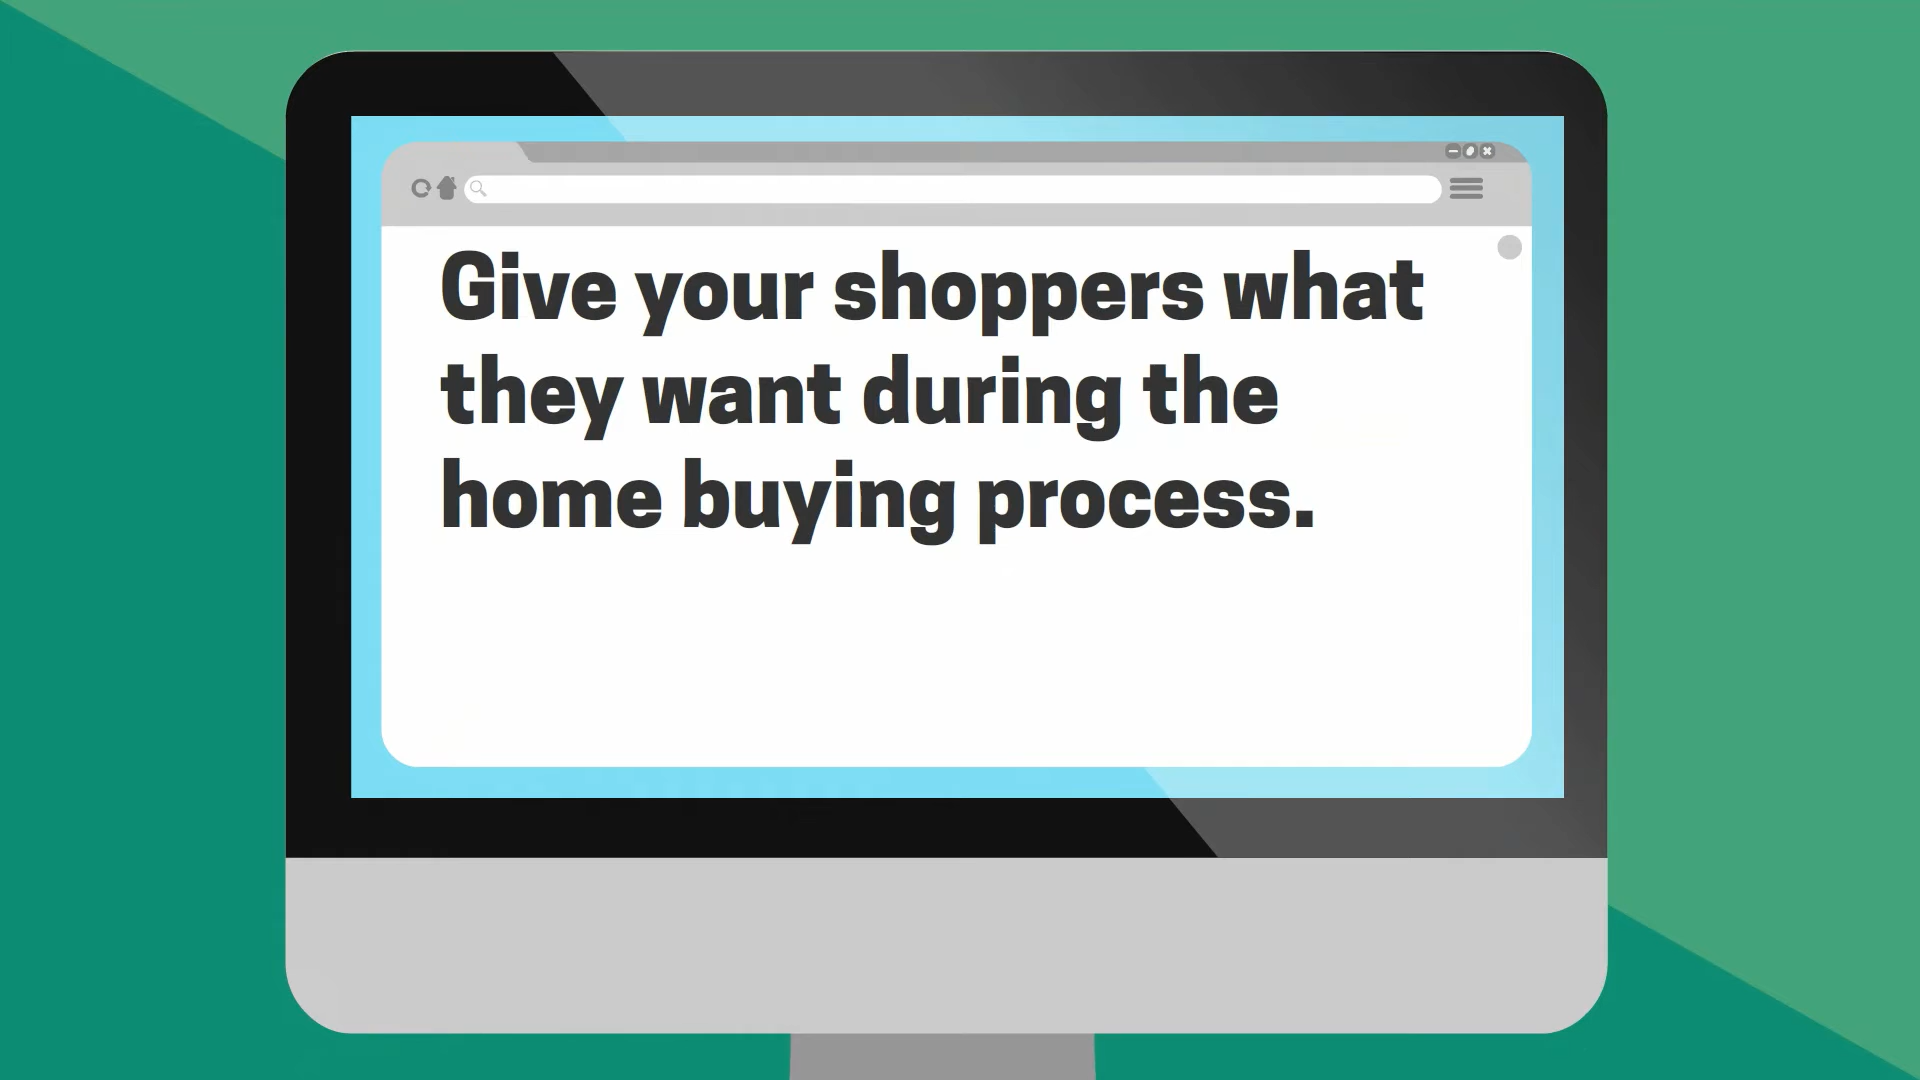 Give your shoppers what
they want during the
home buying process.